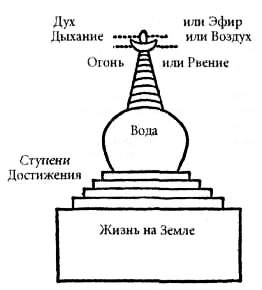 Дух или Эфир
Дыхание или Воздух
Огонь или Рвение
Вода
Ступени
Достижения
Жизнь на Земле